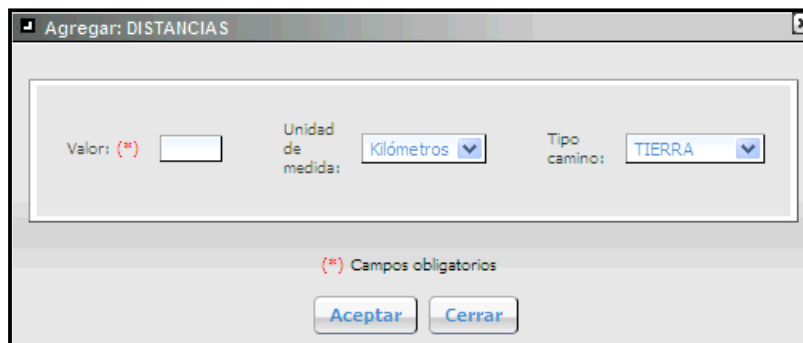 Agregar: DISTANCIAS
Valor: (*)
Unidad
de
medida:
Kilómetros
Tipo
camino:
TIERRA
(*) Campos obligatorios
Aceptar
Cerrar